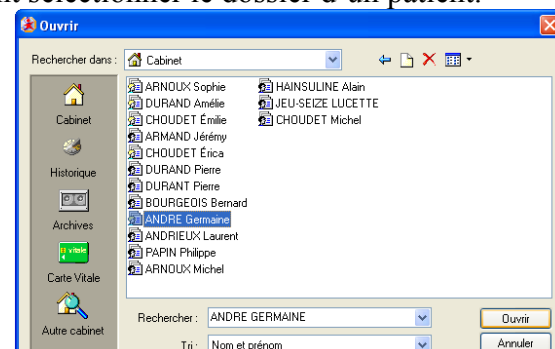 nt sélectionner le dossier d'un patient.
Ouvrir
Rechercher dans : Cabinet
ARNOUX Sophie
DURAND Amélie
CHOUDET Émilie
ARMAND Jérémy
CHOUDET Érica
DURAND Pierre
DURANT Pierre
BOURGEOIS Bernard
ANDRE Germaine
ANDRIEUX Laurent
PAPIN Philippe
ARNOUX Michel
HAINSULINE Alain
JEU-SEIZE LUCETTE
CHOUDET Michel
Cabinet
Historique
Archives
vitale
Carte Vitale
Autre cabinet
Rechercher : ANDRE GERMAINE
Ouvrir
Tri : Nom et prénom
Annuler